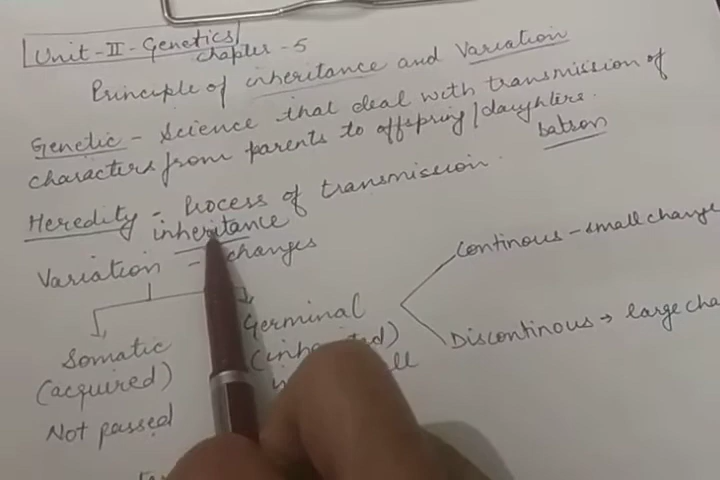 Unit-II-Genetics
chapter-5
Principle of inheritance and Variation
Genetic - Science that deal with transmission of
characters from parents to offspring/daughters.
batson
Heredity - Process of transmission.
inheritance
Variation - changes
Continous - small change
Discontinous → large cha
Somatic
(acquired)
Not passed
Germinal